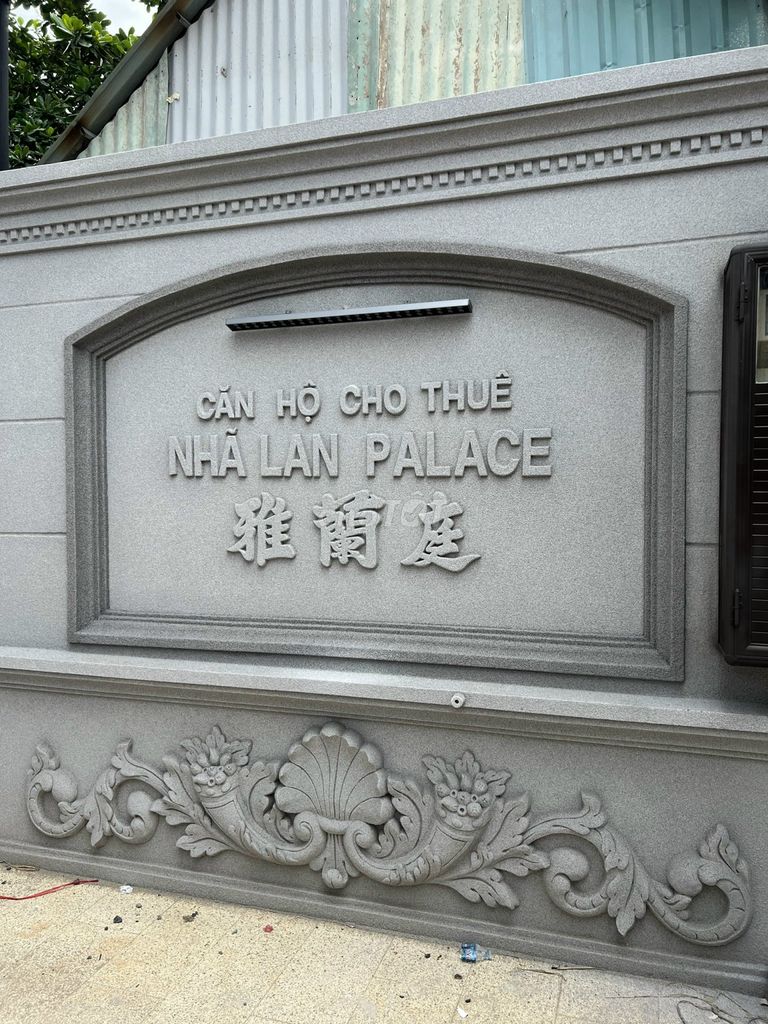 CĂN HỘ CHO THUÊ
NHÃ LAN PALACE
雅蘭庭